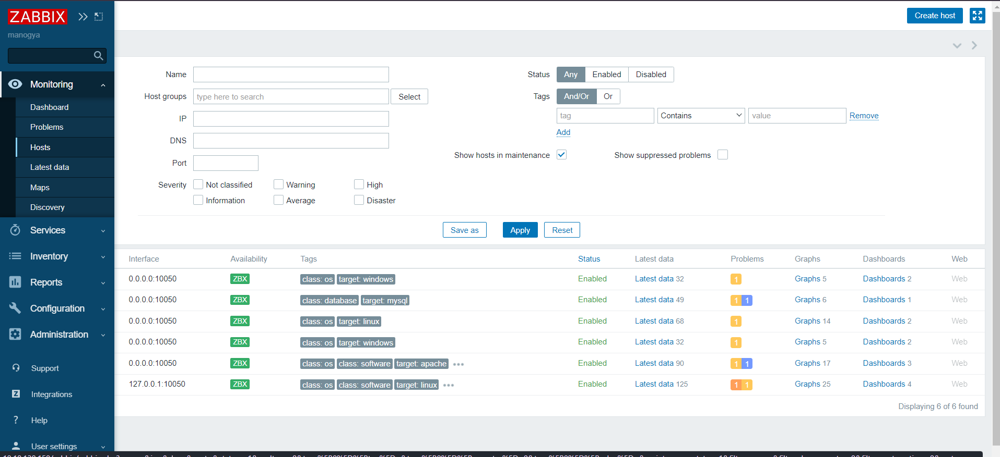 ZABBIX
manogya
Monitoring
Dashboard
Problems
Hosts
Latest data
Maps
Discovery
Services
Inventory
Reports
Configuration
Administration
Support
Integrations
Help
User settings
Create host
Name
Host groups type here to search Select
IP
DNS
Port
Severity Not classified Warning High
Information Average Disaster
Status Any Enabled Disabled
Tags And/Or Or
tag Contains value Remove
Add
Show hosts in maintenance Show suppressed problems
Save as Apply Reset
Interface Availability Tags Status Latest data Problems Graphs Dashboards Web
0.0.0.0:10050 ZBX class: os target: windows Enabled Latest data 32 1 Graphs 5 Dashboards 2 Web
0.0.0.0:10050 ZBX class: database target: mysql Enabled Latest data 49 1 1 Graphs 6 Dashboards 1 Web
0.0.0.0:10050 ZBX class: os target: linux Enabled Latest data 68 1 Graphs 14 Dashboards 2 Web
0.0.0.0:10050 ZBX class: os target: windows Enabled Latest data 32 1 Graphs 5 Dashboards 2 Web
0.0.0.0:10050 ZBX class: os class: software target: apache ••• Enabled Latest data 90 1 1 Graphs 17 Dashboards 3 Web
127.0.0.1:10050 ZBX class: os class: software target: linux ••• Enabled Latest data 125 1 1 Graphs 25 Dashboards 4 Web
Displaying 6 of 6 found